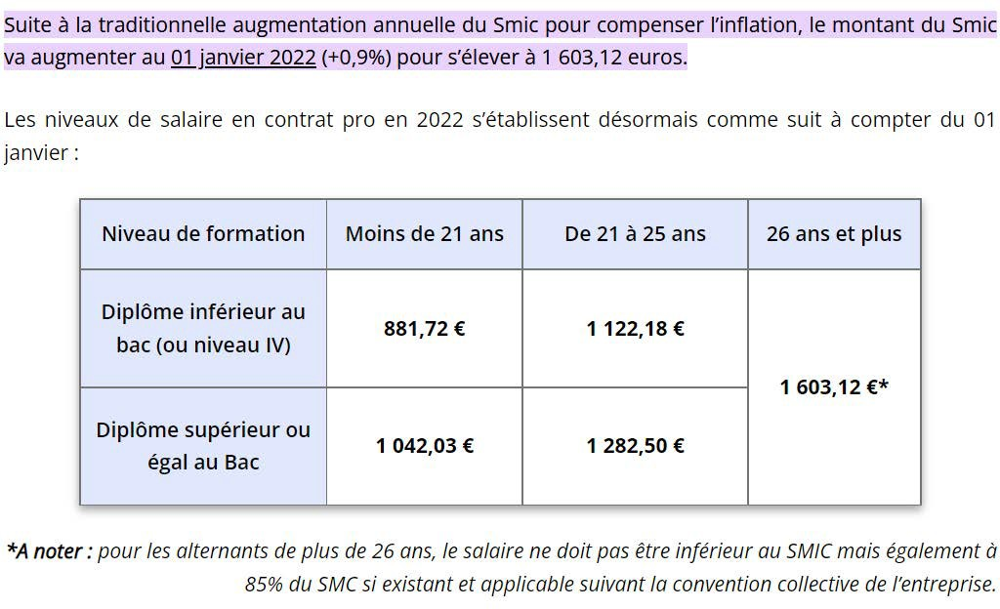 Suite à la traditionnelle augmentation annuelle du Smic pour compenser l’inflation, le montant du Smic
va augmenter au 01 janvier 2022 (+0,9%) pour s’élever à 1 603,12 euros.
Les niveaux de salaire en contrat pro en 2022 s’établissent désormais comme suit à compter du 01
janvier :
Niveau de formation
Moins de 21 ans
De 21 à 25 ans
26 ans et plus
Diplôme inférieur au
bac (ou niveau IV)
881,72 €
1 122,18 €
1 603,12 €*
Diplôme supérieur ou
égal au Bac
1 042,03 €
1 282,50 €
*A noter : pour les alternants de plus de 26 ans, le salaire ne doit pas être inférieur au SMIC mais également à
85% du SMC si existant et applicable suivant la convention collective de l’entreprise.